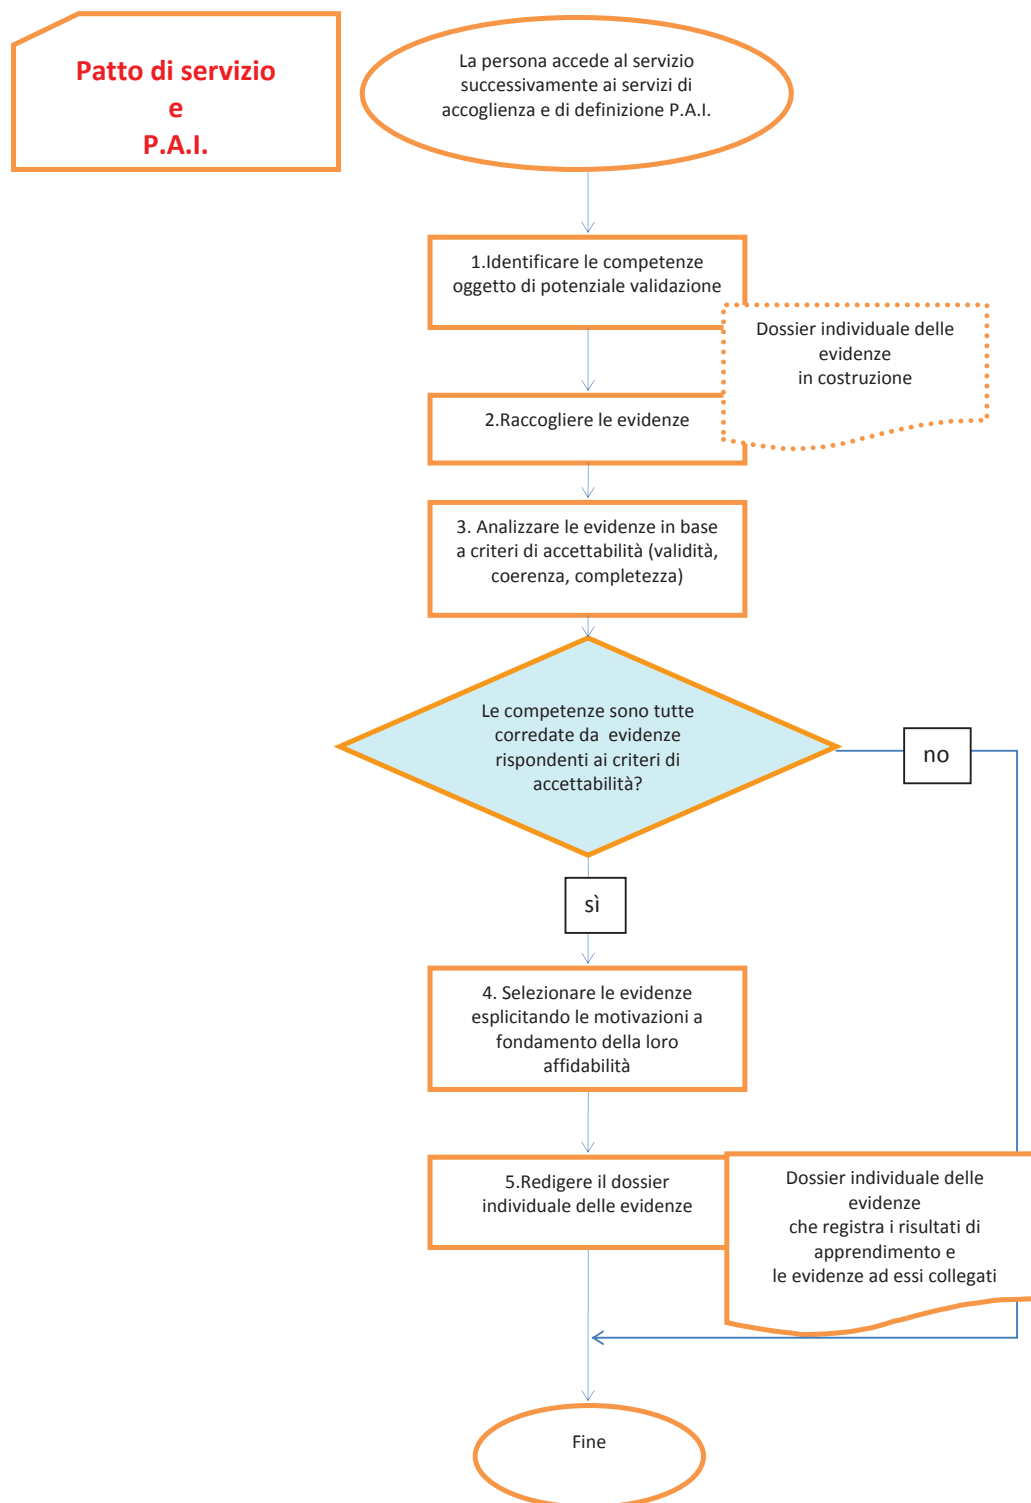 Patto di servizio
e
P.A.I.
La persona accede al servizio
successivamente ai servizi di
accoglienza e di definizione P.A.I.
1.Identificare le competenze
oggetto di potenziale validazione
Dossier individuale delle
evidenze
in costruzione
2.Raccogliere le evidenze
3. Analizzare le evidenze in base
a criteri di accettabilità (validità,
coerenza, completezza)
Le competenze sono tutte
corredate da  evidenze
rispondenti ai criteri di
accettabilità?
no
sì
4. Selezionare le evidenze
esplicitando le motivazioni a
fondamento della loro
affidabilità
5.Redigere il dossier
individuale delle evidenze
Dossier individuale delle
evidenze
che registra i risultati di
apprendimento e
le evidenze ad essi collegati
Fine